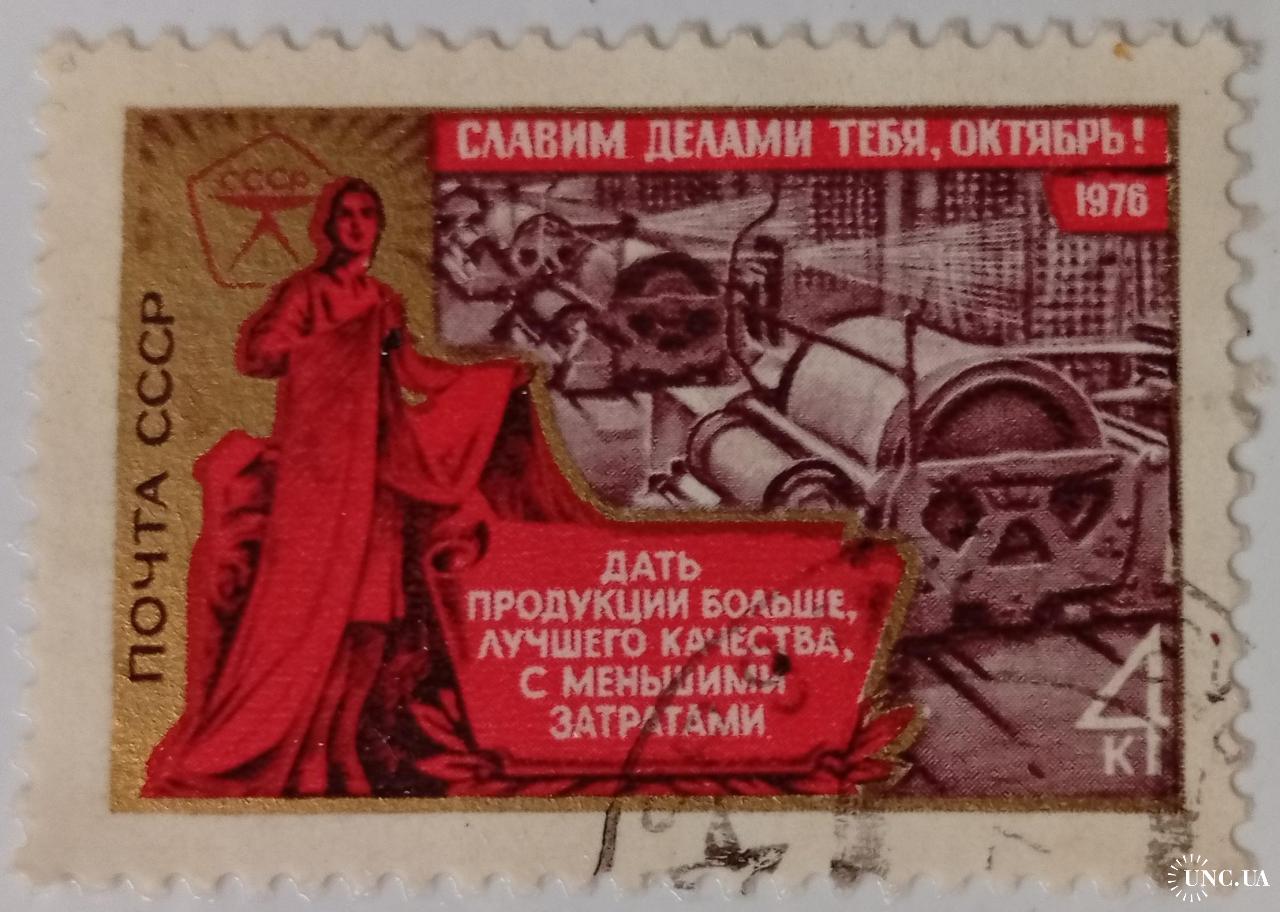 СЛАВИМ ДЕЛАМИ ТЕБЯ, ОКТЯБРЬ!
1976
СССР
ПОЧТА СССР
ДАТЬ
ПРОДУКЦИИ БОЛЬШЕ,
ЛУЧШЕГО КАЧЕСТВА,
С МЕНЬШИМИ
ЗАТРАТАМИ.
4
К
UNC.UA